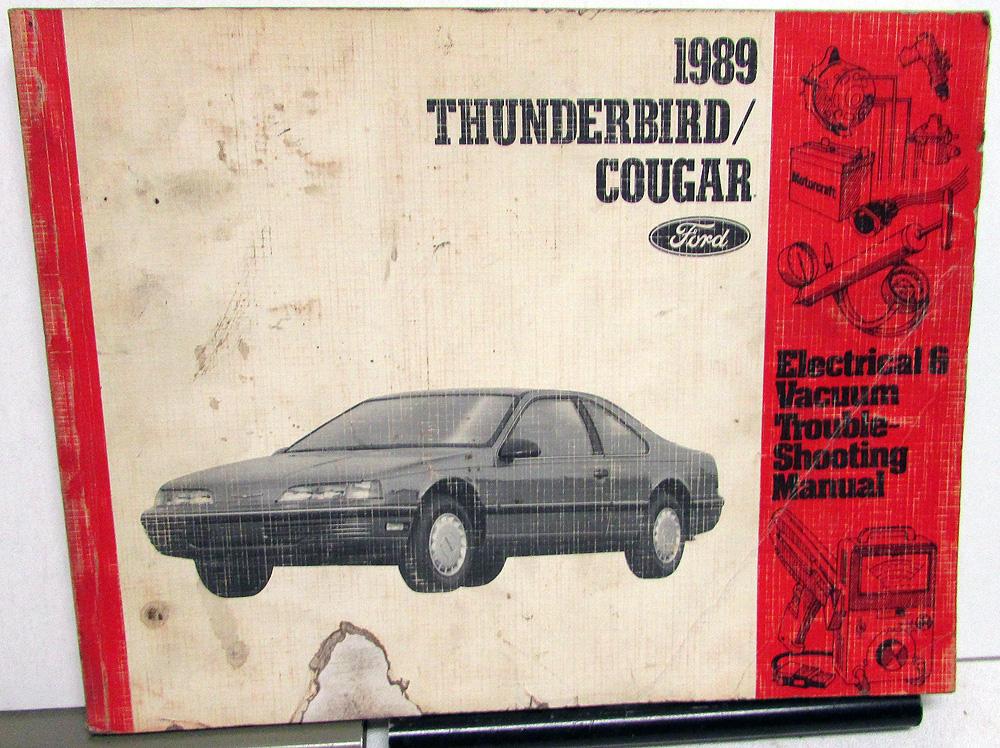 1989
THUNDERBIRD/
COUGAR
Ford
Motorcraft
Electrical &
Vacuum
Trouble-
Shooting
Manual